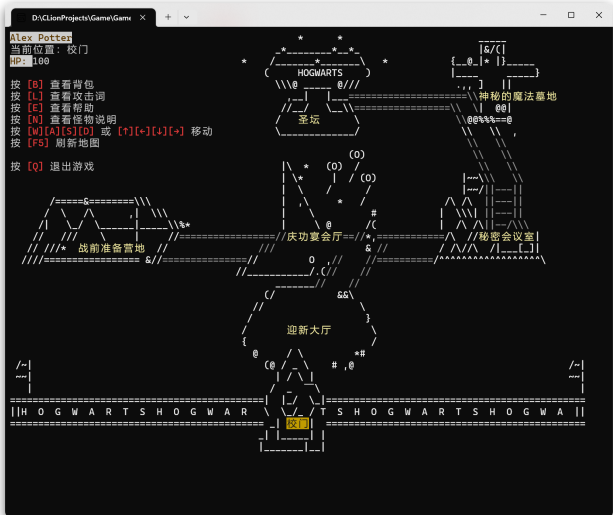 D:\CLionProjects\Game\Game
Alex Potter
当前位置: 校门
HP: 100
HOGWARTS
按 [B] 查看背包
按 [L] 查看攻击词
按 [E] 查看帮助
按 [N] 查看怪物说明
按 [W][A][S][D] 或 [↑][←][↓][→] 移动
按 [F5] 刷新地图
按 [Q] 退出游戏
神秘的魔法墓地
圣坛
战前准备营地
庆功宴会厅
秘密会议室
迎新大厅
H O G W A R T S H O G W A R T S H O G W A R T S H O G W A
校门